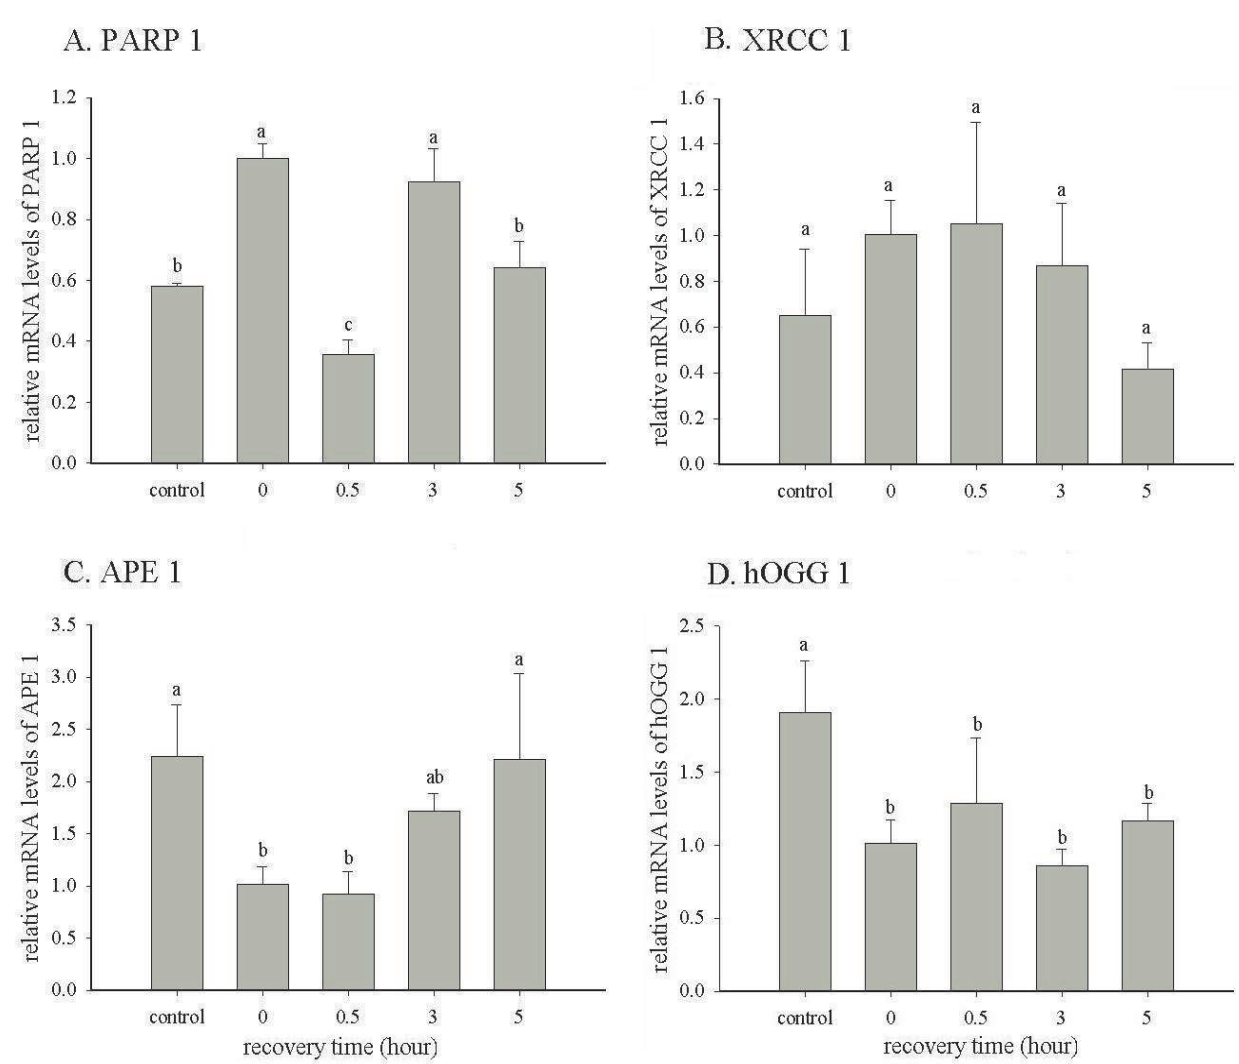 A. PARP 1
relative mRNA levels of PARP 1
1.2
1.0
0.8
0.6
0.4
0.2
0.0
b
a
c
a
b
control 0 0.5 3 5
B. XRCC 1
relative mRNA levels of XRCC 1
1.6
1.4
1.2
1.0
0.8
0.6
0.4
0.2
0.0
a
a
a
a
a
control 0 0.5 3 5
C. APE 1
relative mRNA levels of APE 1
3.5
3.0
2.5
2.0
1.5
1.0
0.5
0.0
a
b
b
ab
a
control 0 0.5 3 5
recovery time (hour)
D. hOGG 1
relative mRNA levels of hOGG 1
2.5
2.0
1.5
1.0
0.5
0.0
a
b
b
b
b
control 0 0.5 3 5
recovery time (hour)